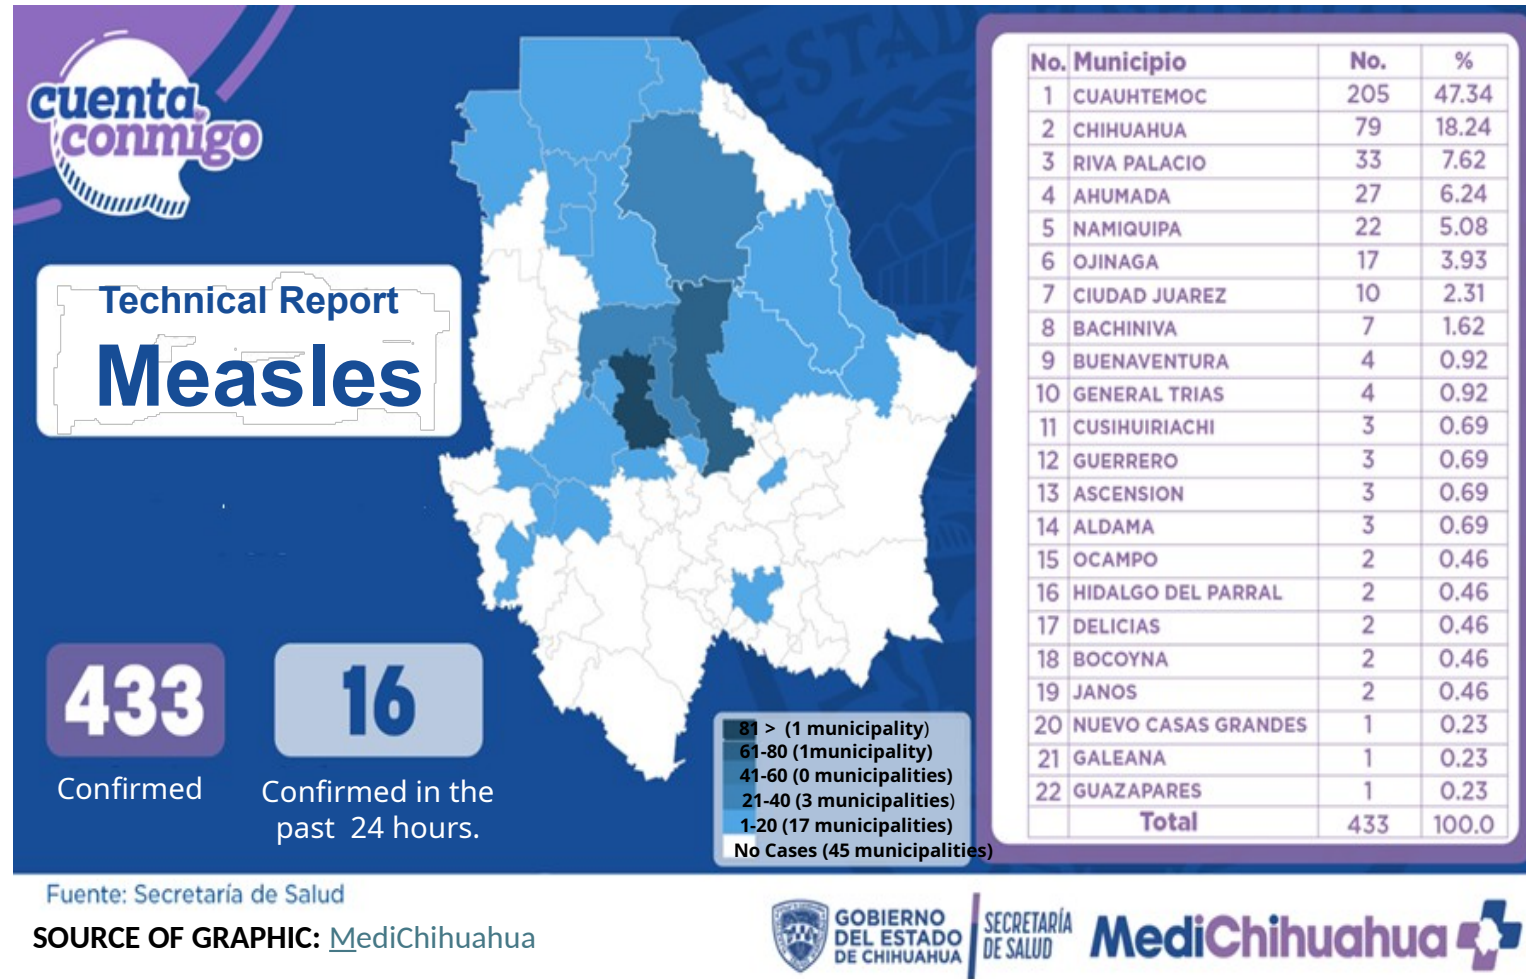 cuenta
conmigo
Technical Report
Measles
433
Confirmed
16
Confirmed in the
past 24 hours.
81 > (1 municipality)
61-80 (1municipality)
41-60 (0 municipalities)
21-40 (3 municipalities)
1-20 (17 municipalities)
No Cases (45 municipalities)
No. Municipio No. %
1 CUAUHTEMOC 205 47.34
2 CHIHUAHUA 79 18.24
3 RIVA PALACIO 33 7.62
4 AHUMADA 27 6.24
5 NAMIQUIPA 22 5.08
6 OJINAGA 17 3.93
7 CIUDAD JUAREZ 10 2.31
8 BACHINIVA 7 1.62
9 BUENAVENTURA 4 0.92
10 GENERAL TRIAS 4 0.92
11 CUSIHUIRIACHI 3 0.69
12 GUERRERO 3 0.69
13 ASCENSION 3 0.69
14 ALDAMA 3 0.69
15 OCAMPO 2 0.46
16 HIDALGO DEL PARRAL 2 0.46
17 DELICIAS 2 0.46
18 BOCOYNA 2 0.46
19 JANOS 2 0.46
20 NUEVO CASAS GRANDES 1 0.23
21 GALEANA 1 0.23
22 GUAZAPARES 1 0.23
Total 433 100.0
Fuente: Secretaría de Salud
SOURCE OF GRAPHIC: MediChihuahua
GOBIERNO
DEL ESTADO
DE CHIHUAHUA
SECRETARÍA
DE SALUD
MediChihuahua